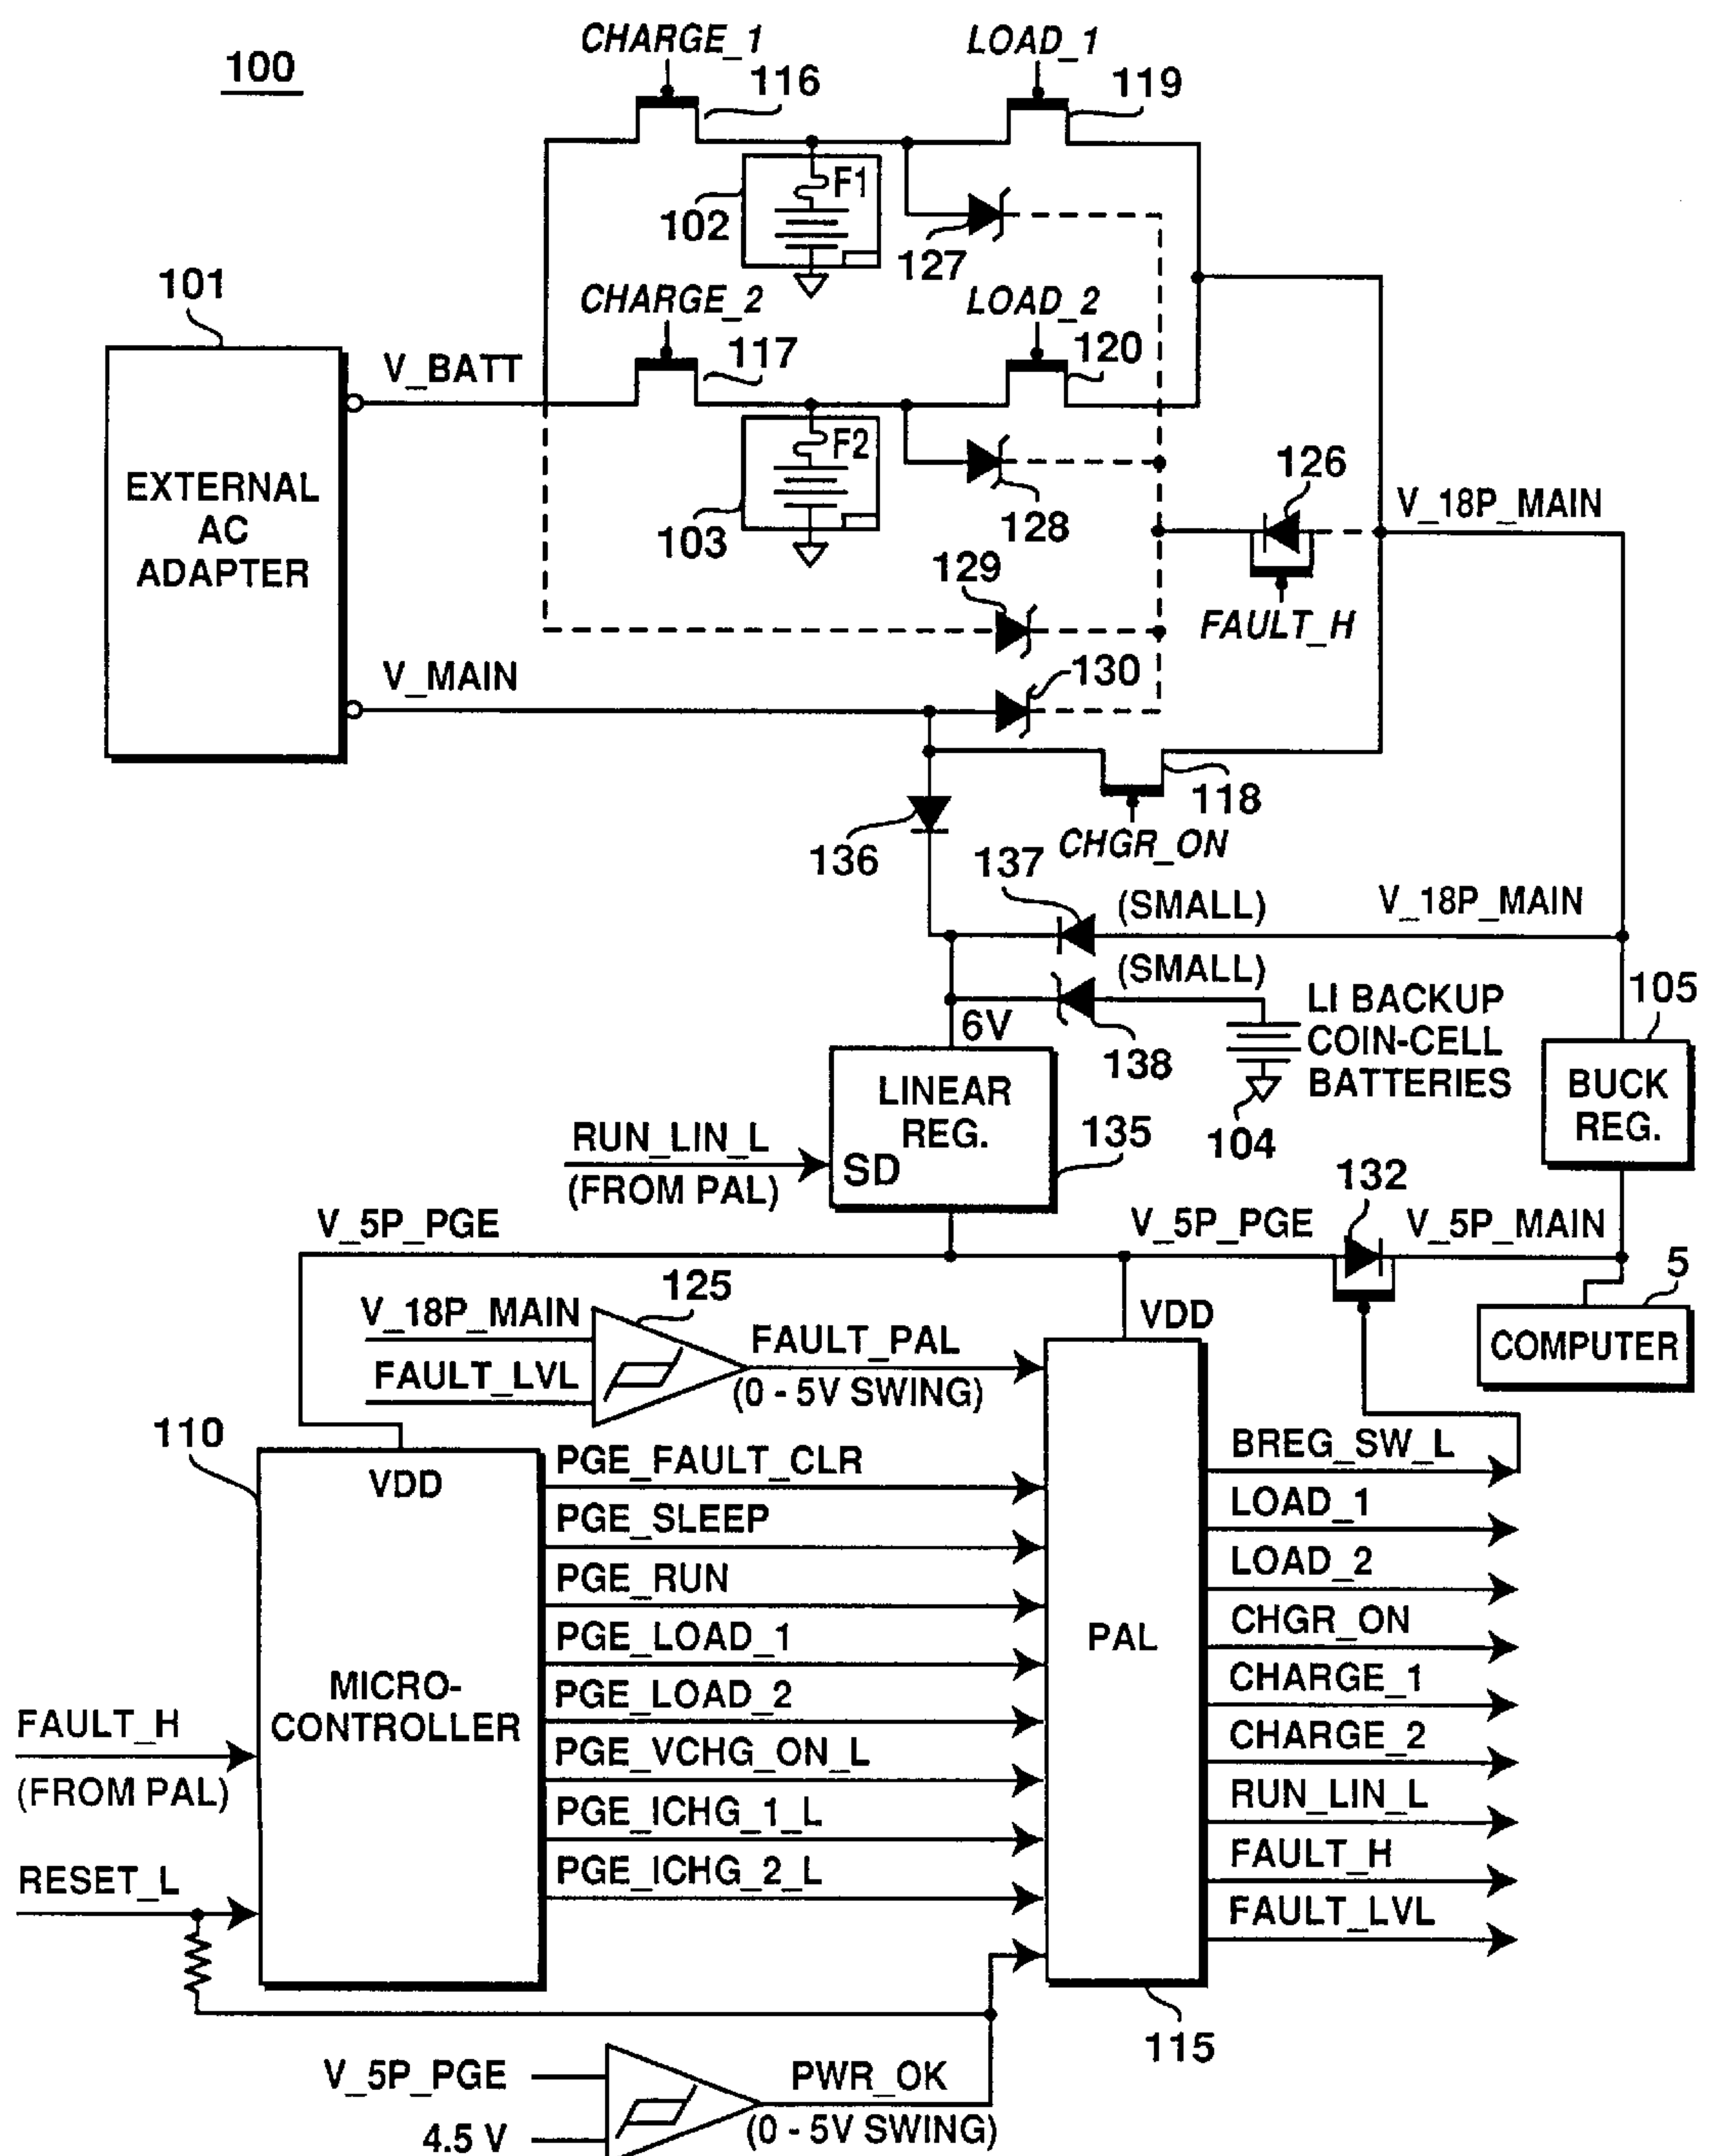 100
CHARGE_1
116
LOAD_1
119
F1
102
127
101
CHARGE_2
117
LOAD_2
120
V_BATT
F2
103
128
126
V_18P_MAIN
EXTERNAL
AC
ADAPTER
129
FAULT_H
V_MAIN
130
118
CHGR_ON
136
137
(SMALL)
V_18P_MAIN
(SMALL)
6V
138
LI BACKUP
COIN-CELL
BATTERIES
104
105
BUCK
REG.
LINEAR
REG.
SD
135
RUN_LIN_L
(FROM PAL)
132
V_5P_PGE
V_5P_PGE
V_5P_MAIN
5
COMPUTER
125
V_18P_MAIN
FAULT_LVL
FAULT_PAL
(0 - 5V SWING)
VDD
110
VDD
MICRO-
CONTROLLER
PGE_FAULT_CLR
PGE_SLEEP
PGE_RUN
PGE_LOAD_1
PGE_LOAD_2
PGE_VCHG_ON_L
PGE_ICHG_1_L
PGE_ICHG_2_L
PAL
BREG_SW_L
LOAD_1
LOAD_2
CHGR_ON
CHARGE_1
CHARGE_2
RUN_LIN_L
FAULT_H
FAULT_LVL
FAULT_H
(FROM PAL)
RESET_L
115
V_5P_PGE
4.5 V
PWR_OK
(0 - 5V SWING)